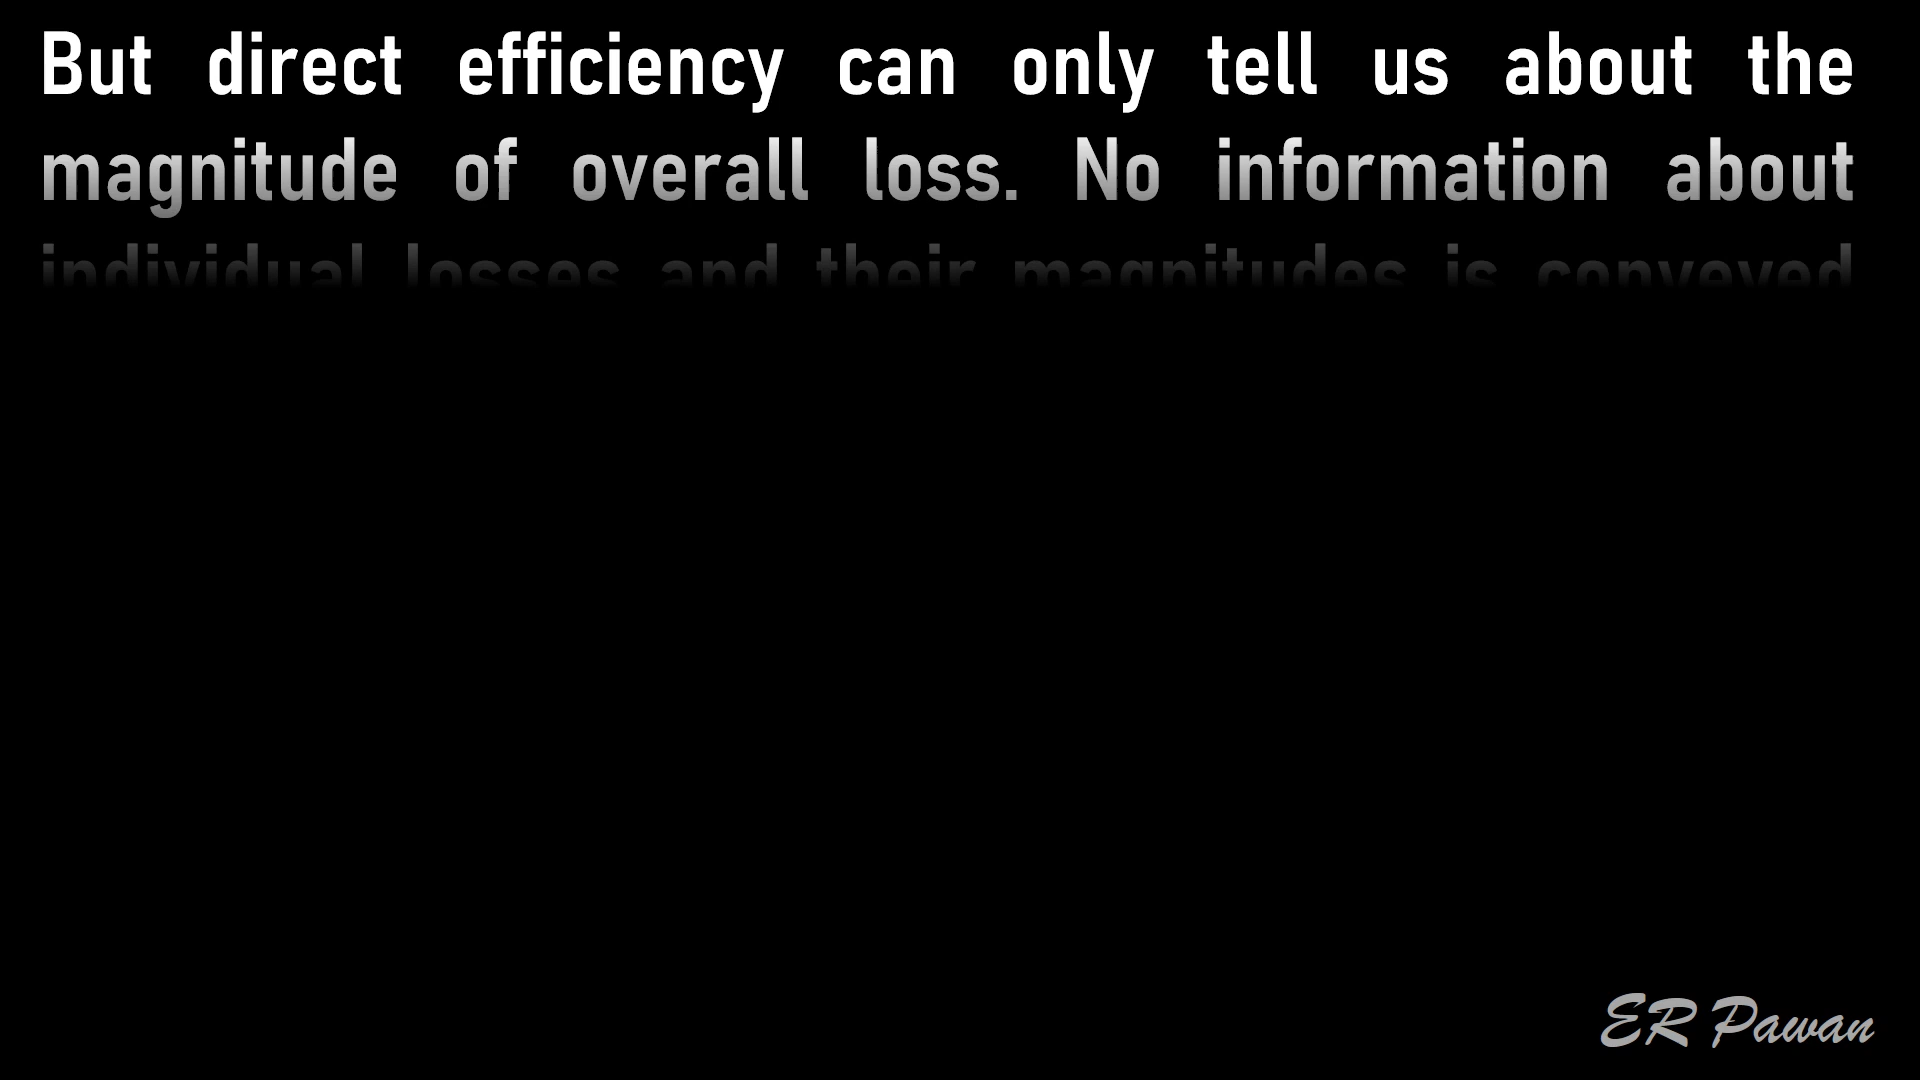 But direct efficiency can only tell us about the
magnitude of overall loss. No information about
individual losses and their magnitudes is conveyed
ER Pawan